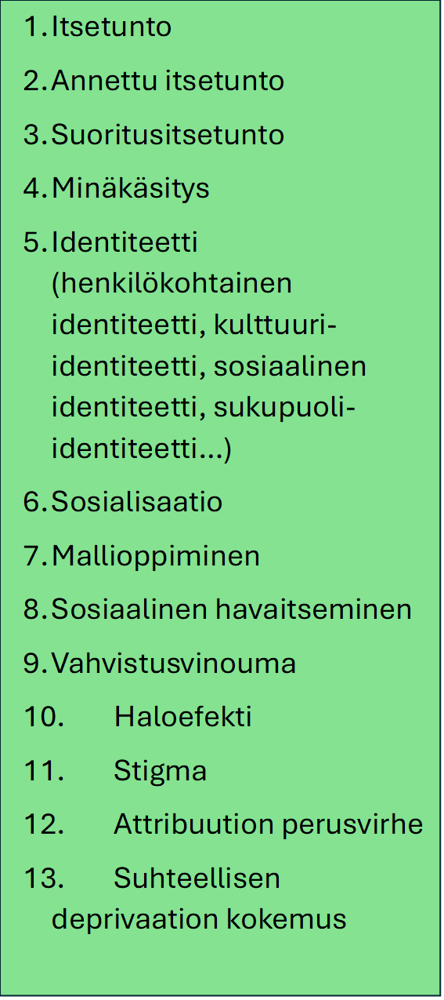 1. Itsetunto
2. Annettu itsetunto
3. Suoritusitsetunto
4. Minäkäsitys
5. Identiteetti
(henkilökohtainen
identiteetti, kulttuuri-
identiteetti, sosiaalinen
identiteetti, sukupuoli-
identiteetti...)
6. Sosialisaatio
7. Mallioppiminen
8. Sosiaalinen havaitseminen
9. Vahvistusvinouma
10. Haloefekti
11. Stigma
12. Attribuution perusvirhe
13. Suhteellisen
deprivaation kokemus